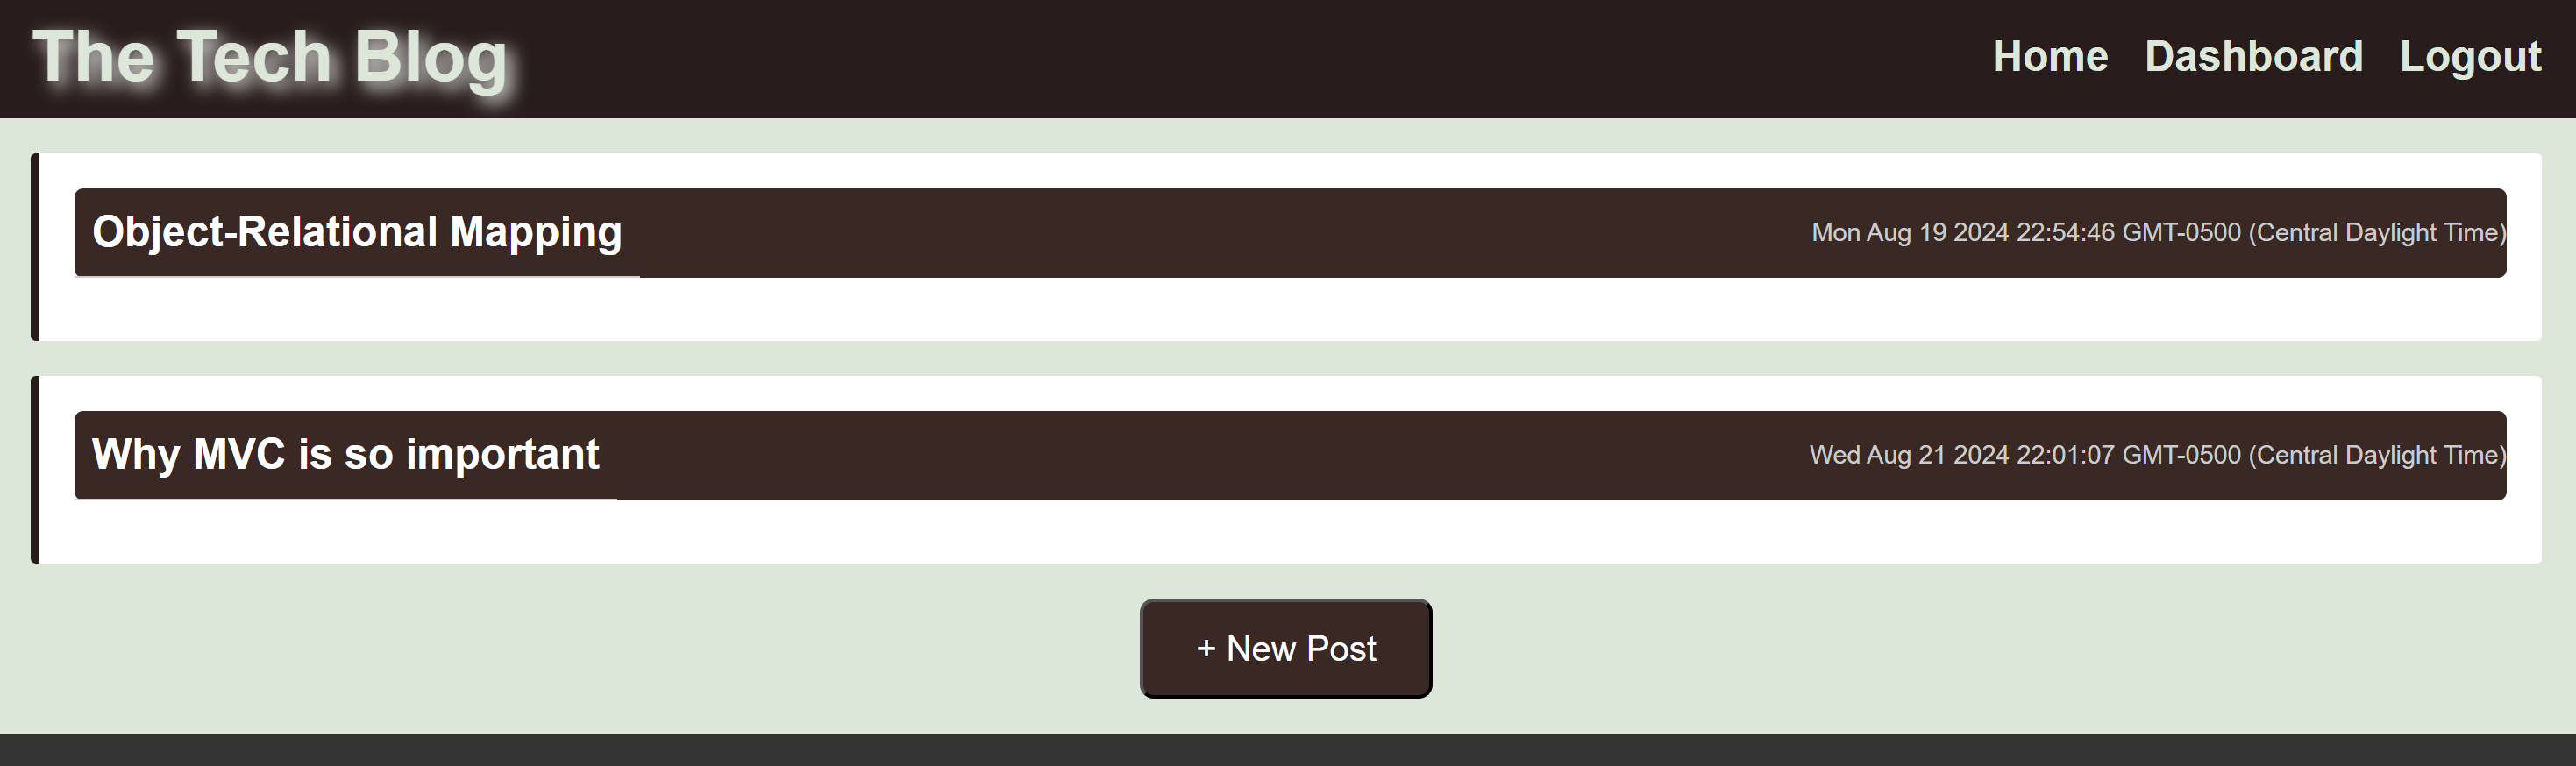 The Tech Blog Home Dashboard Logout
Object-Relational Mapping Mon Aug 19 2024 22:54:46 GMT-0500 (Central Daylight Time)
Why MVC is so important Wed Aug 21 2024 22:01:07 GMT-0500 (Central Daylight Time)
+ New Post